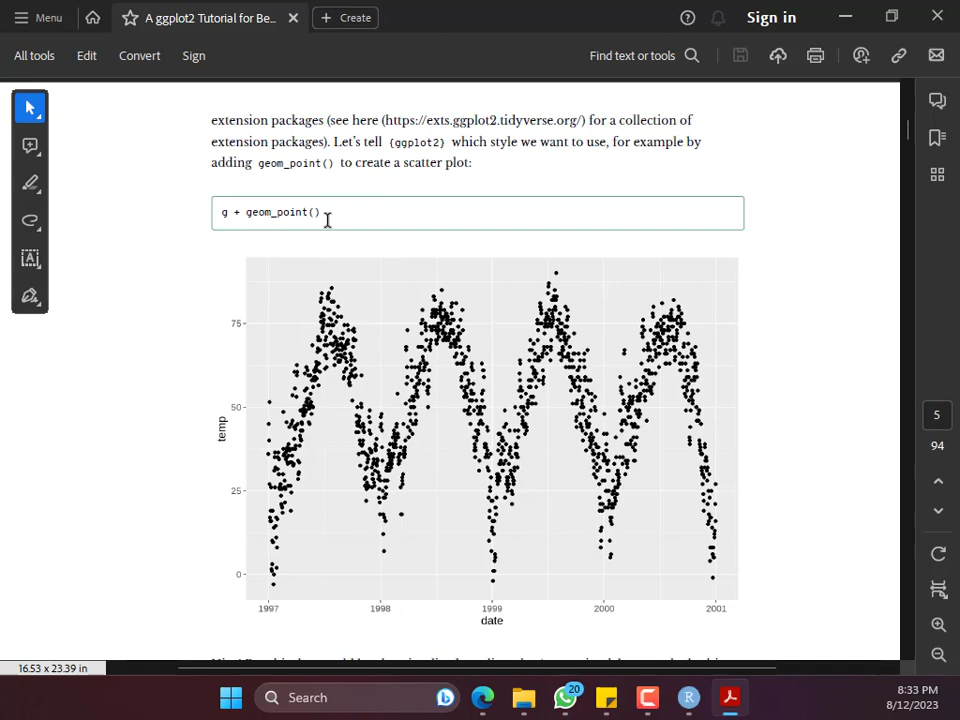 Menu
A ggplot2 Tutorial for Be...
Create
Sign in
All tools
Edit
Convert
Sign
Find text or tools
extension packages (see here (https://exts.ggplot2.tidyverse.org/) for a collection of
extension packages). Let's tell {ggplot2} which style we want to use, for example by
adding geom_point() to create a scatter plot:
g + geom_point()
75
50
25
0
temp
1997 1998 1999 2000 2001
date
5
94
16.53 x 23.39 in
Search
20
8:33 PM
8/12/2023